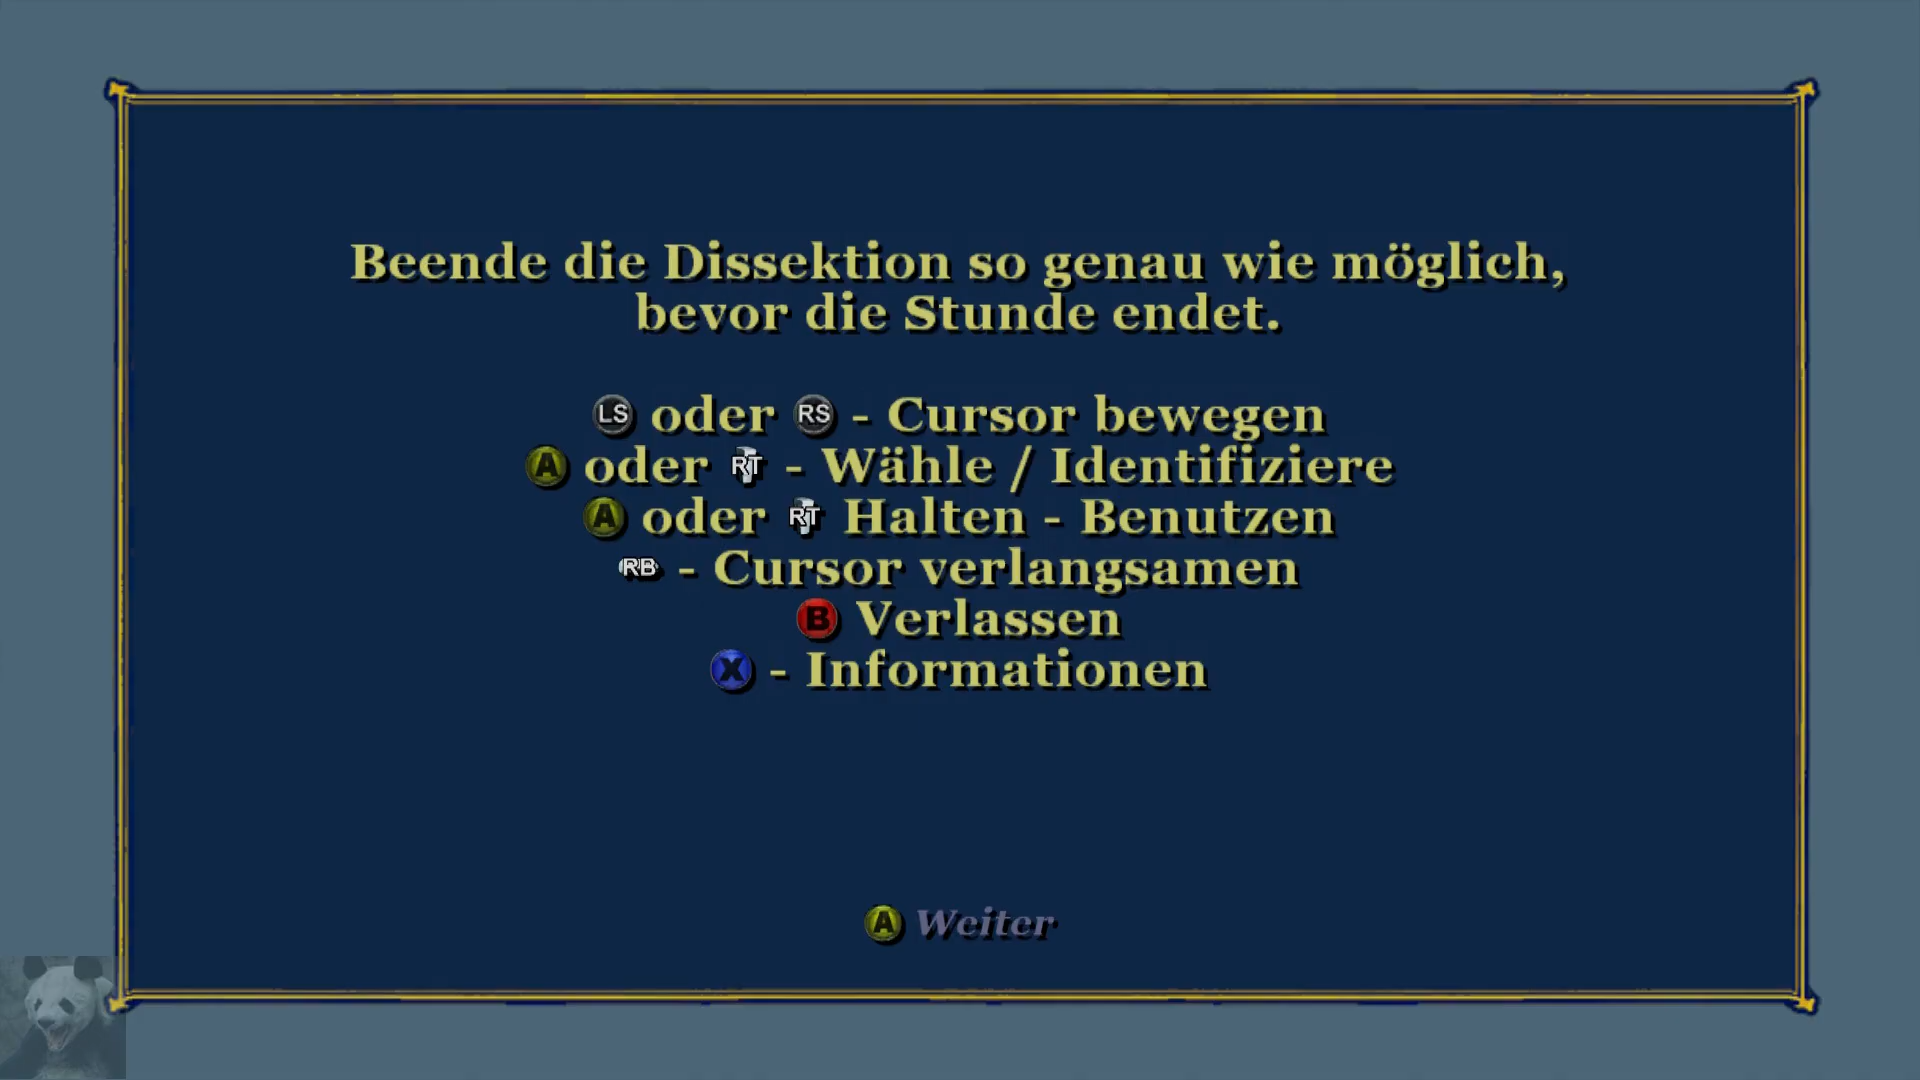 Beende die Dissektion so genau wie möglich,
bevor die Stunde endet.
LS oder RS - Cursor bewegen
A oder RT - Wähle / Identifiziere
A oder RT Halten - Benutzen
RB - Cursor verlangsamen
B Verlassen
X - Informationen
A Weiter